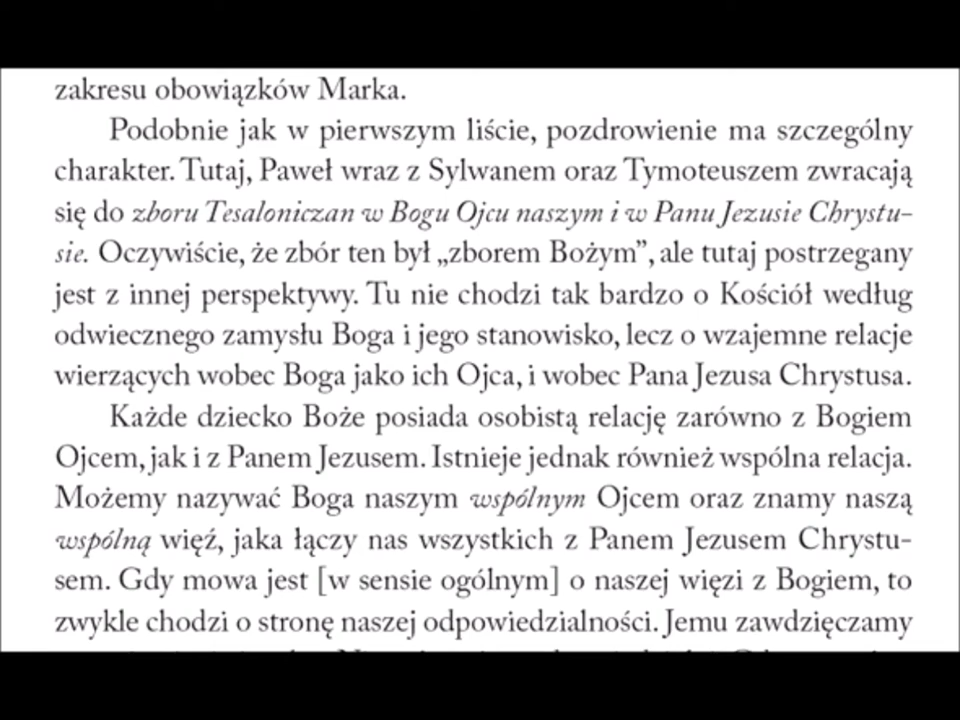 zakresu obowiązków Marka.
Podobnie jak w pierwszym liście, pozdrowienie ma szczególny
charakter. Tutaj, Paweł wraz z Sylwanem oraz Tymoteuszem zwracają
się do zboru Tesaloniczan w Bogu Ojcu naszym i w Panu Jezusie Chrystu-
sie. Oczywiście, że zbór ten był „zborem Bożym”, ale tutaj postrzegany
jest z innej perspektywy. Tu nie chodzi tak bardzo o Kościół według
odwiecznego zamysłu Boga i jego stanowisko, lecz o wzajemne relacje
wierzących wobec Boga jako ich Ojca, i wobec Pana Jezusa Chrystusa.
Każde dziecko Boże posiada osobistą relację zarówno z Bogiem
Ojcem, jak i z Panem Jezusem. Istnieje jednak również wspólna relacja.
Możemy nazywać Boga naszym wspólnym Ojcem oraz znamy naszą
wspólną więź, jaka łączy nas wszystkich z Panem Jezusem Chrystu-
sem. Gdy mowa jest [w sensie ogólnym] o naszej więzi z Bogiem, to
zwykle chodzi o stronę naszej odpowiedzialności. Jemu zawdzięczamy